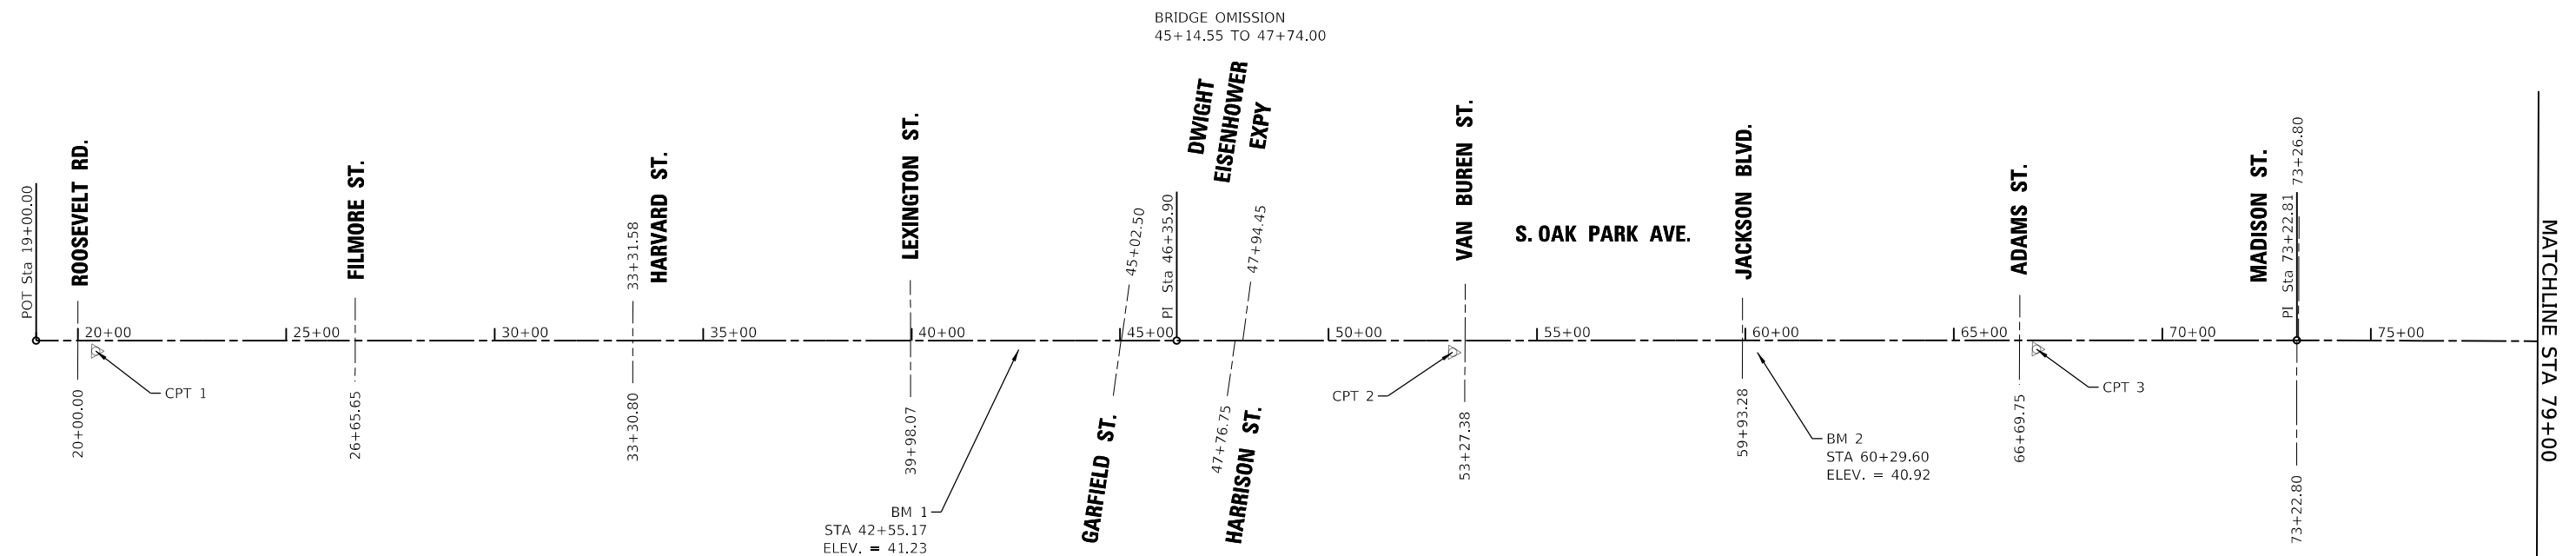 BRIDGE OMISSION
45+14.55 TO 47+74.00
DWIGHT
EISENHOWER
EXPY
POT Sta 19+00.00
ROOSEVELT RD.
FILMORE ST.
33+31.58
HARVARD ST.
LEXINGTON ST.
45+02.50
PI Sta 46+35.90
47+94.45
VAN BUREN ST.
S. OAK PARK AVE.
JACKSON BLVD.
ADAMS ST.
MADISON ST.
PI Sta 73+22.81
73+26.80
MATCHLINE STA 79+00
20+00
25+00
30+00
35+00
40+00
45+00
50+00
55+00
60+00
65+00
70+00
75+00
CPT 1
CPT 2
CPT 3
20+00.00
26+65.65
33+30.80
39+98.07
GARFIELD ST.
47+76.75
HARRISON ST.
53+27.38
59+93.28
66+69.75
73+22.80
BM 1
STA 42+55.17
ELEV. = 41.23
BM 2
STA 60+29.60
ELEV. = 40.92